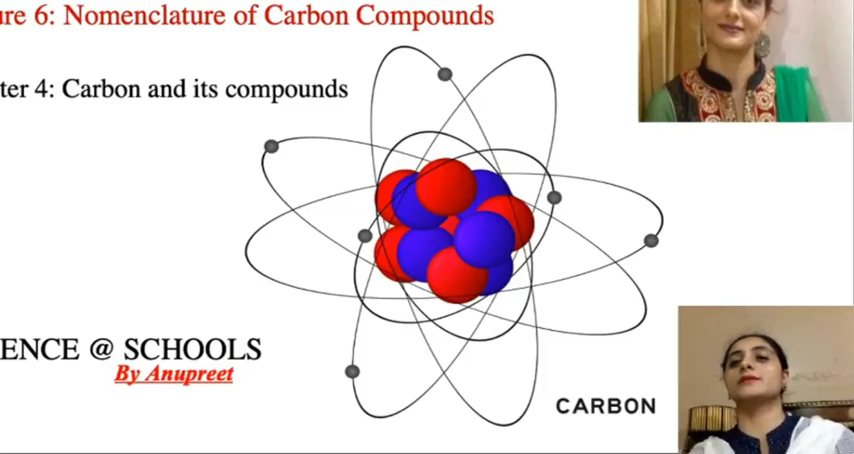 ure 6: Nomenclature of Carbon Compounds
ter 4: Carbon and its compounds
ENCE @ SCHOOLS
By Anupreet
CARBON